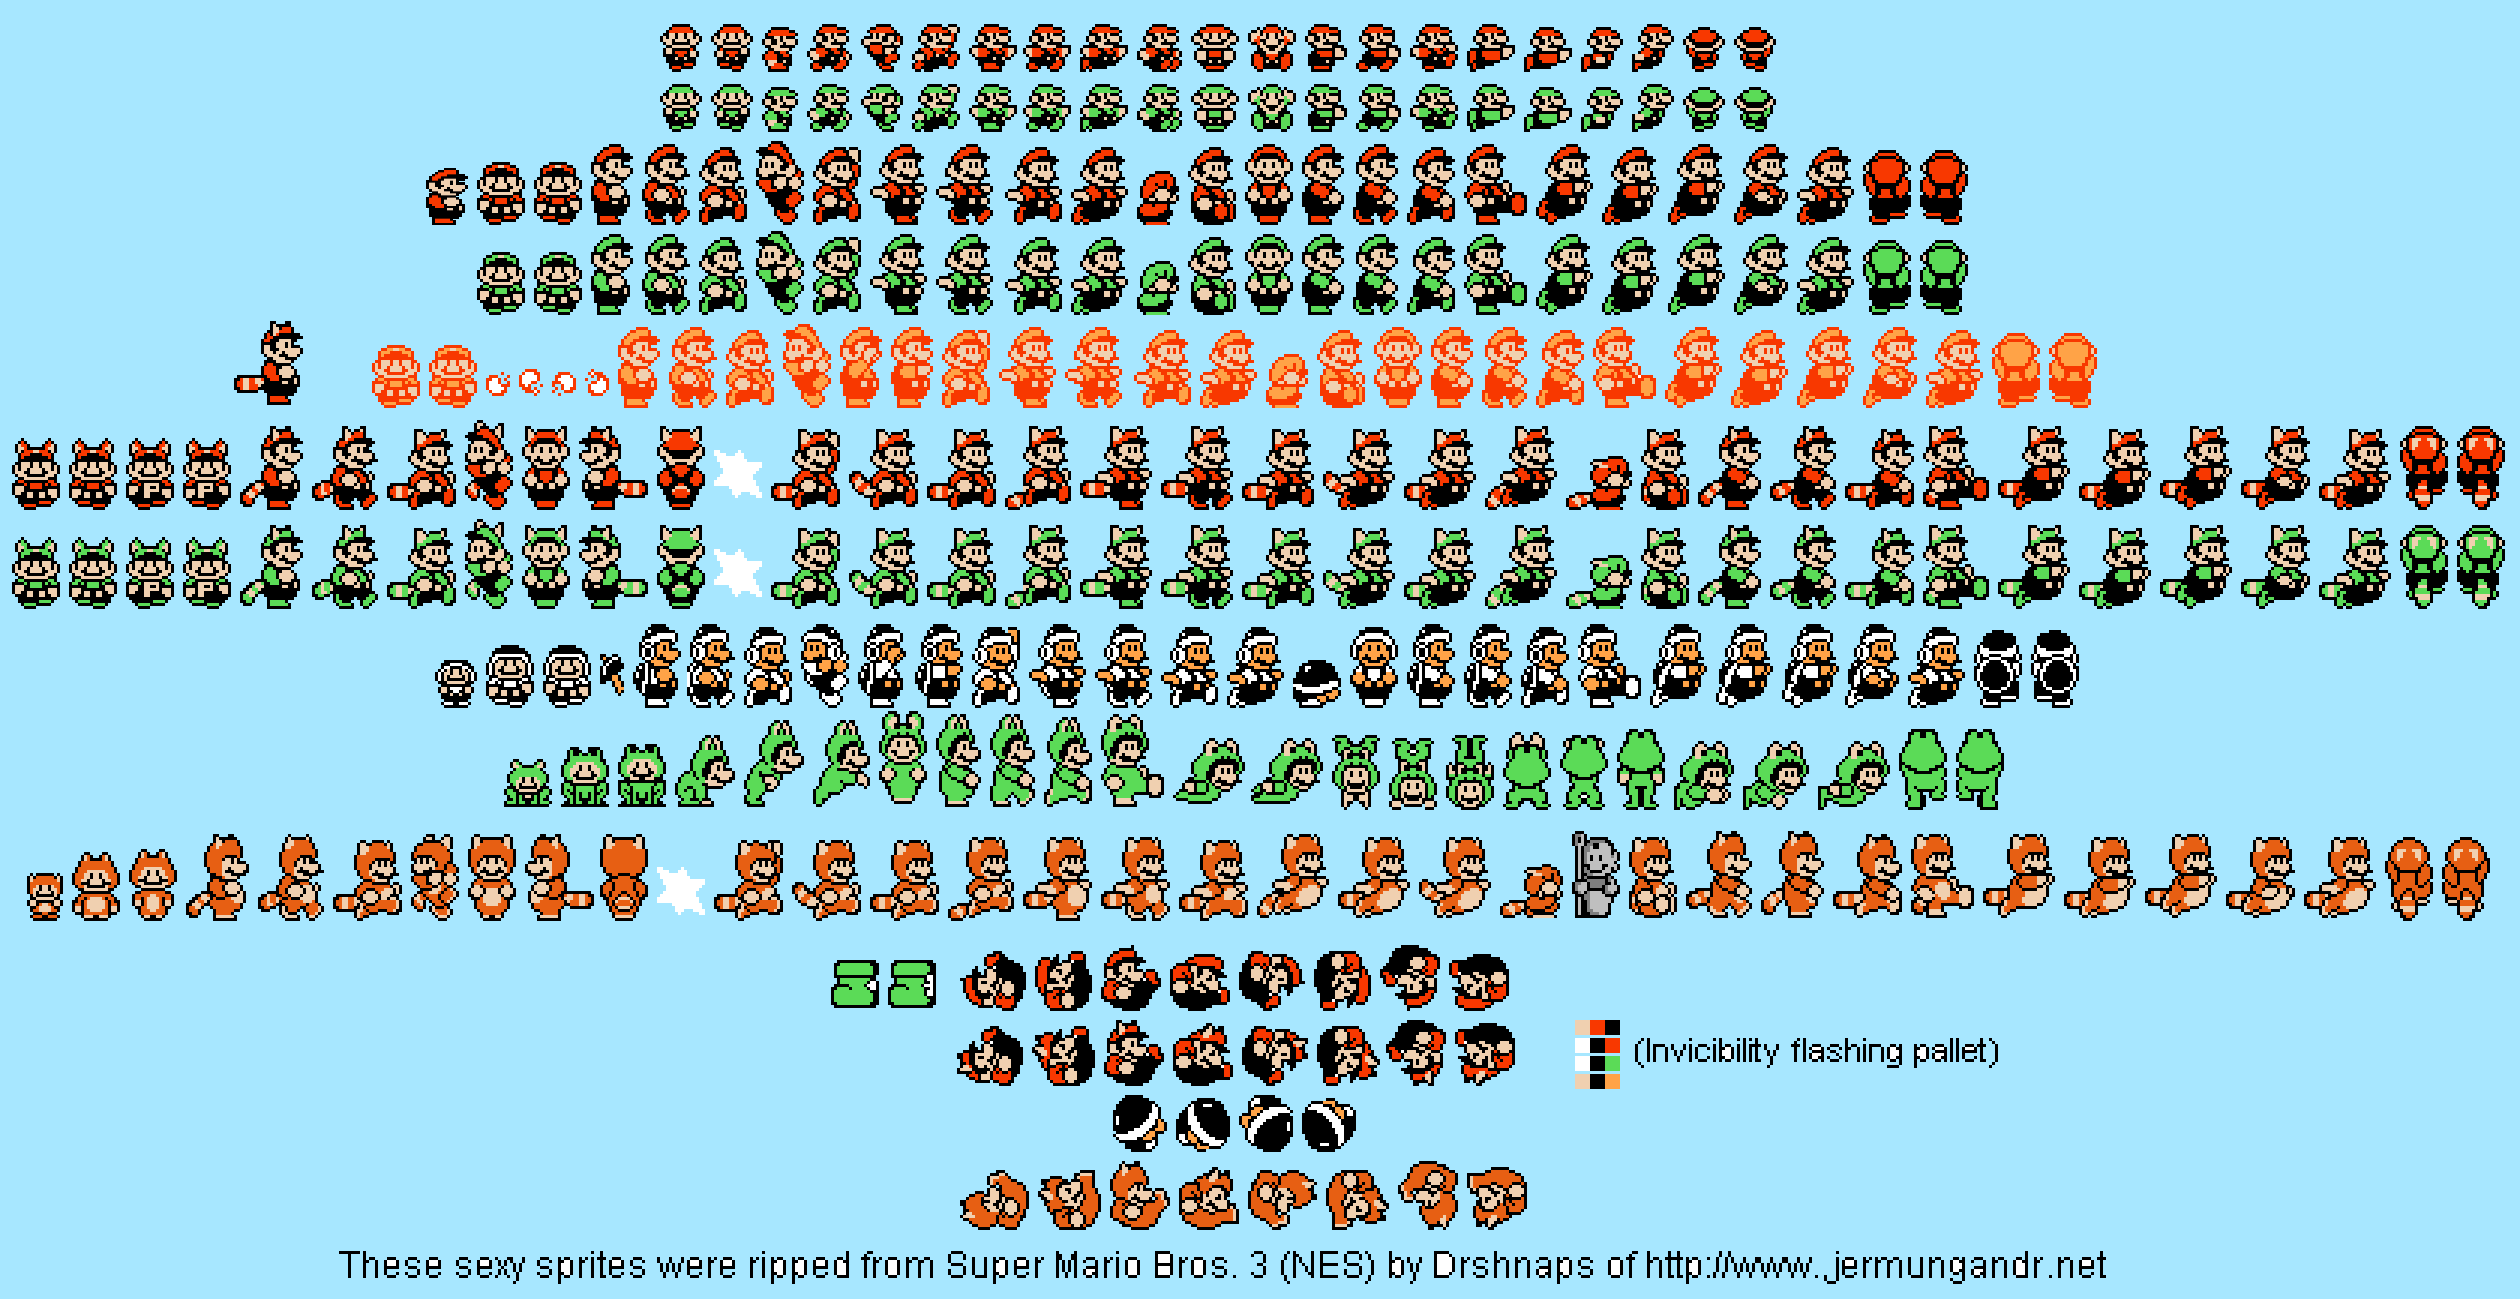 (Invicibility flashing pallet)
These sexy sprites were ripped from Super Mario Bros. 3 (NES) by Drshnaps of http://www.jermungandr.net